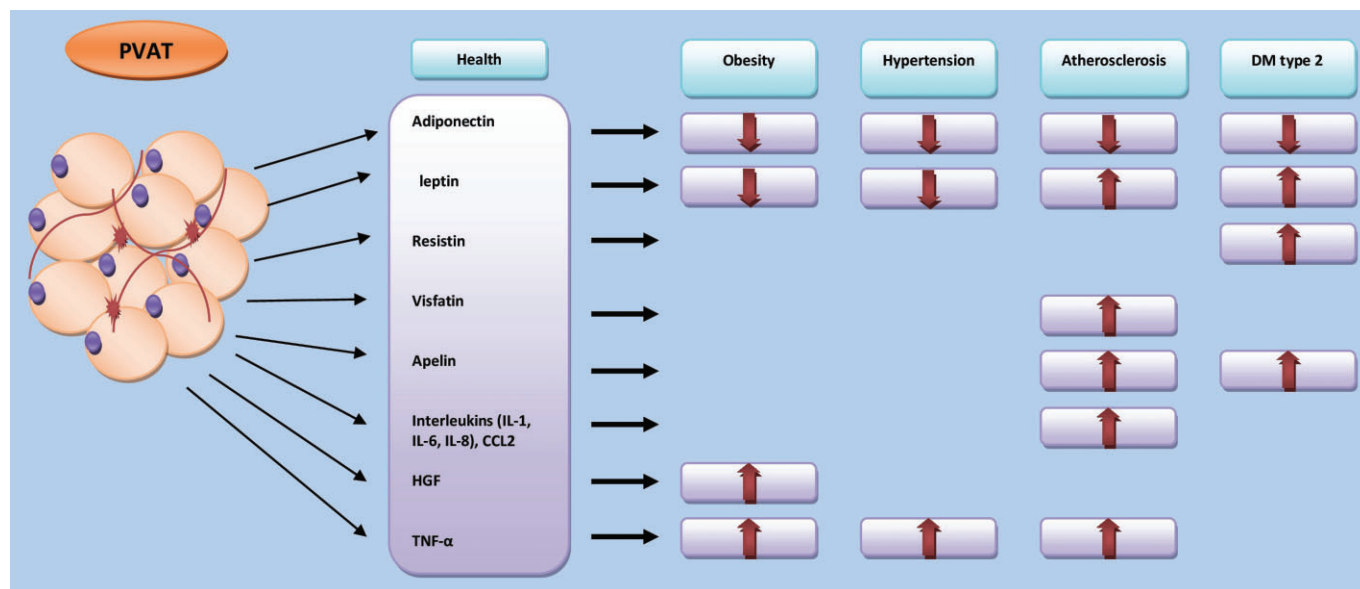 PVAT
Health
Obesity
Hypertension
Atherosclerosis
DM type 2
Adiponectin
leptin
Resistin
Visfatin
Apelin
Interleukins (IL-1,
IL-6, IL-8), CCL2
HGF
TNF-α